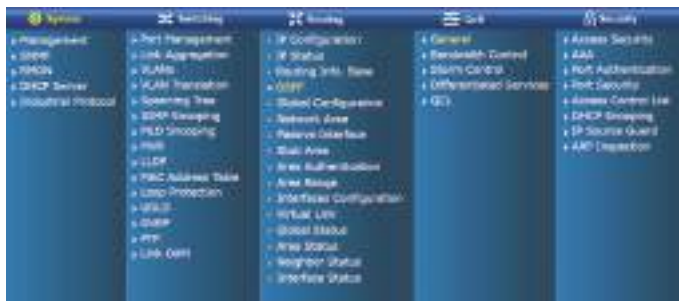 System
Management
SNMP
RMON
DHCP Server
Industrial Protocol
Switching
Port Management
Link Aggregation
VLANs
VLAN Translation
Spanning Tree
IGMP Snooping
MLD Snooping
MVR
LLDP
MAC Address Table
Loop Protection
UDLD
GVRP
PTP
Link OAM
Routing
IP Configuration
IP Status
Routing Info. Base
OSPF
Global Configuration
Network Area
Passive Interface
Stub Area
Area Authentication
Area Range
Interfaces Configuration
Virtual Link
Global Status
Area Status
Neighbor Status
Interface Status
QoS
General
Bandwidth Control
Storm Control
Differentiated Services
QCL
Security
Access Security
AAA
Port Authentication
Port Security
Access Control List
DHCP Snooping
IP Source Guard
ARP Inspection